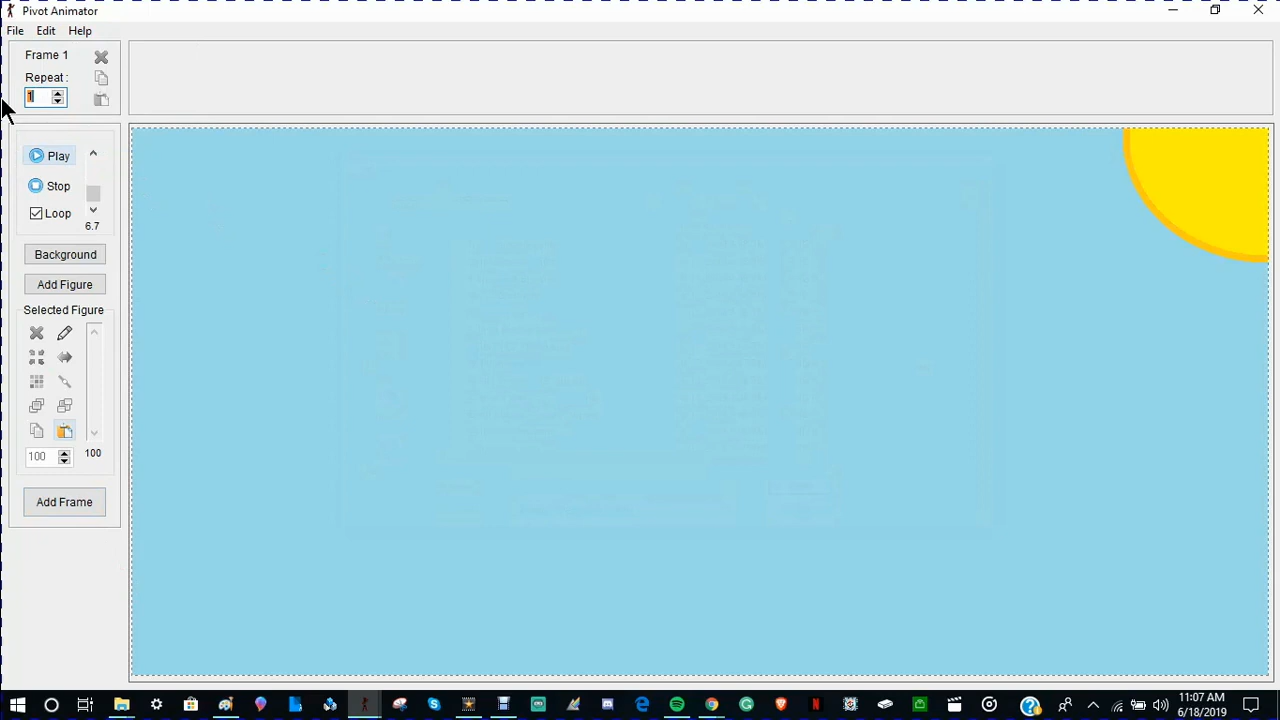 Pivot Animator
File Edit Help
Frame 1
Repeat :
1
Play
Stop
Loop
6.7
Background
Add Figure
Selected Figure
100
100
Add Frame
11:07 AM
6/18/2019